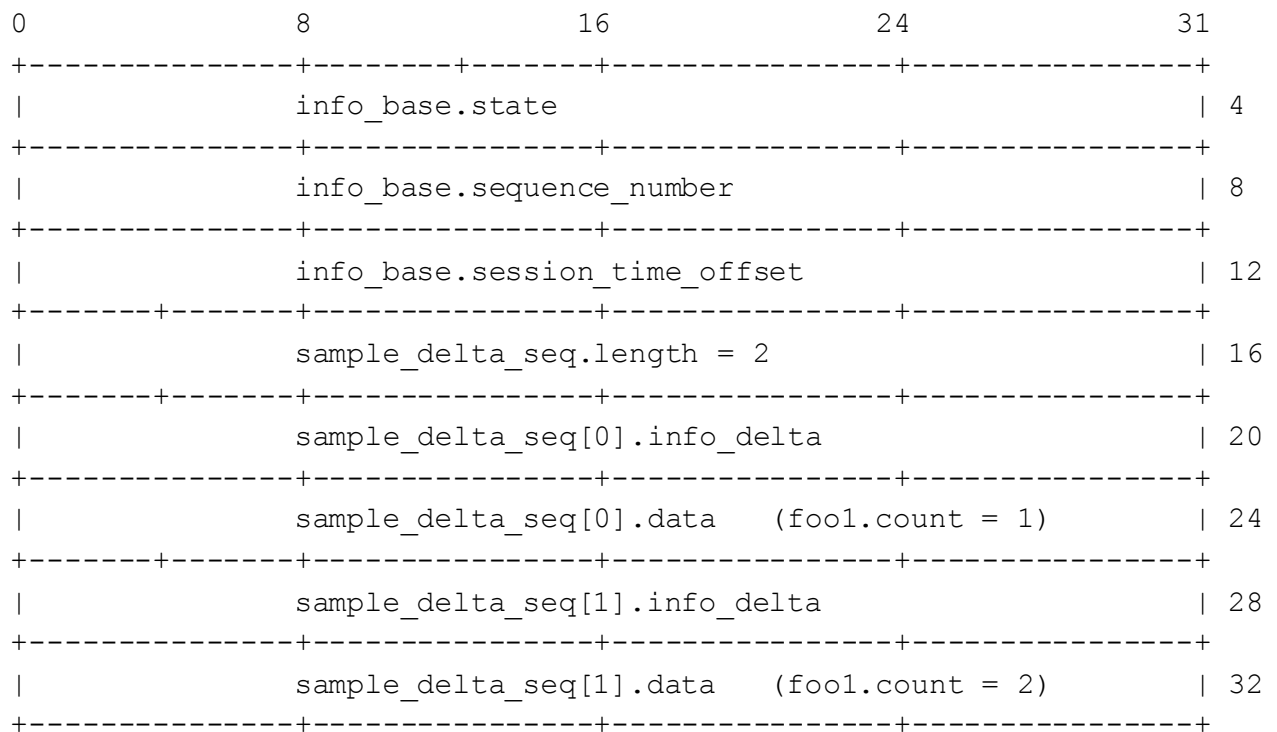 0               8               16              24             31
+---------------+--------+-------+---------------+---------------+
|               info_base.state                                  | 4
+---------------+---------------+---------------+---------------+
|               info_base.sequence_number                        | 8
+---------------+---------------+---------------+---------------+
|               info_base.session_time_offset                    | 12
+-------+-------+---------------+---------------+---------------+
|               sample_delta_seq.length = 2                      | 16
+-------+-------+---------------+---------------+---------------+
|               sample_delta_seq[0].info_delta                   | 20
+---------------+---------------+---------------+---------------+
|               sample_delta_seq[0].data   (foo1.count = 1)      | 24
+-------+-------+---------------+---------------+---------------+
|               sample_delta_seq[1].info_delta                   | 28
+---------------+---------------+---------------+---------------+
|               sample_delta_seq[1].data   (foo1.count = 2)      | 32
+---------------+---------------+---------------+---------------+